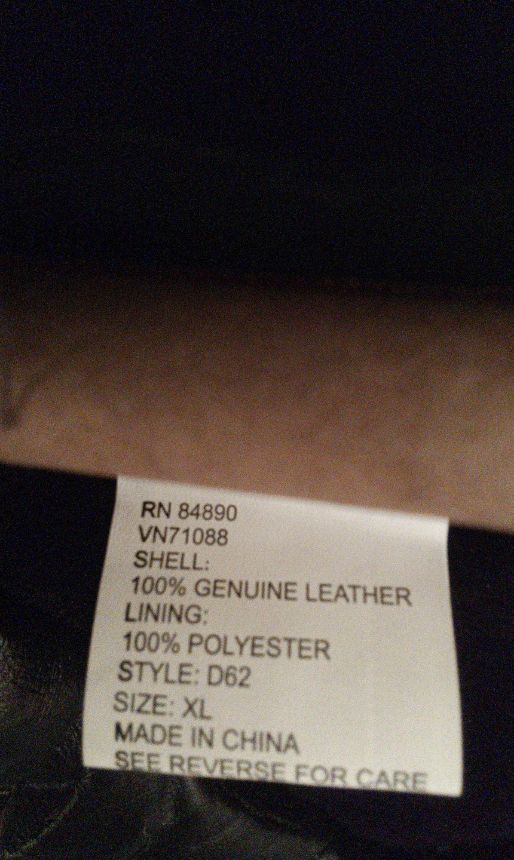 RN 84890
VN71088
SHELL:
100% GENUINE LEATHER
LINING:
100% POLYESTER
STYLE: D62
SIZE: XL
MADE IN CHINA
SEE REVERSE FOR CARE